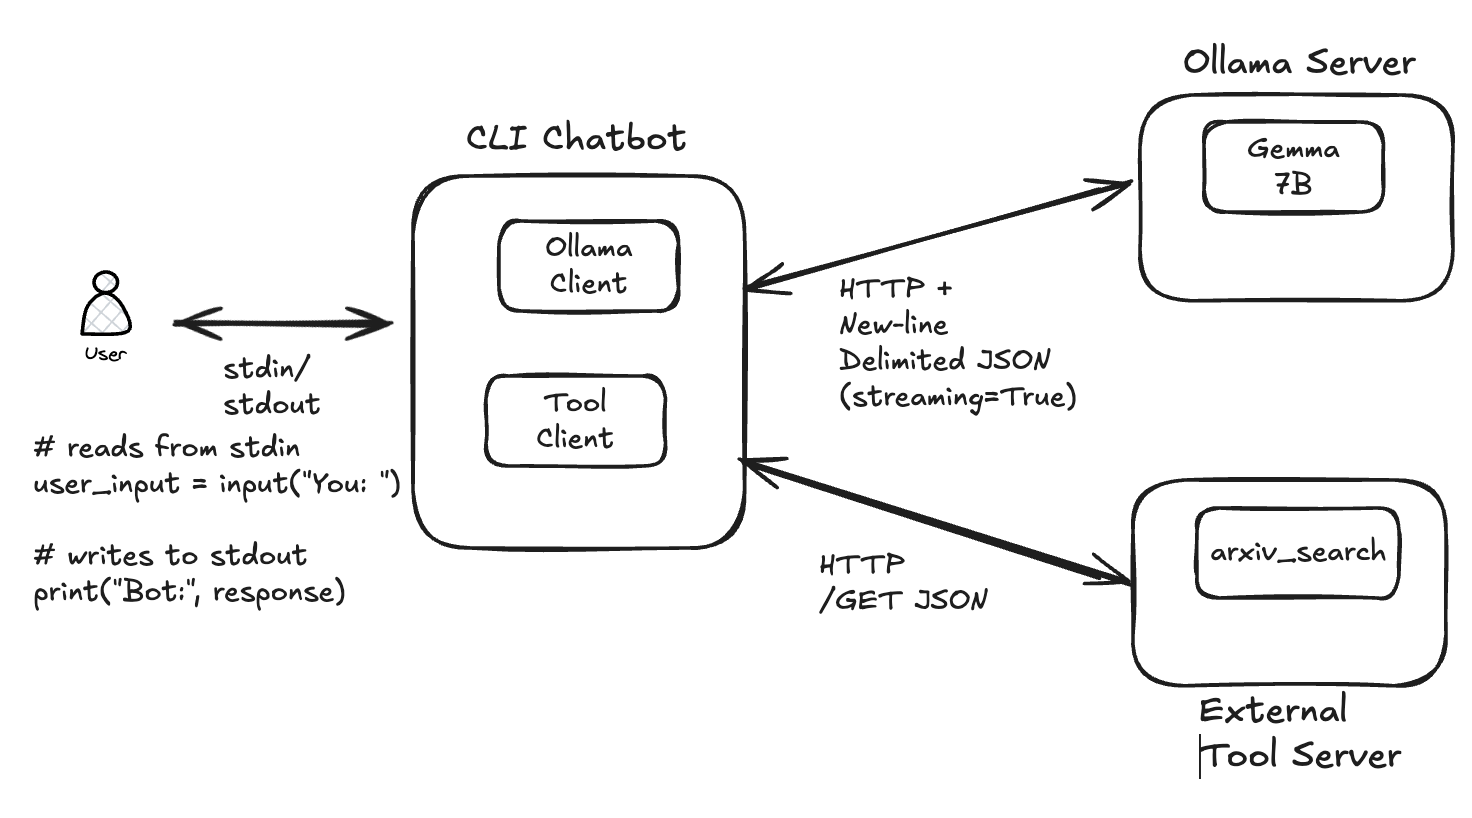 Ollama Server
Gemma
7B
CLI Chatbot
Ollama
Client
Tool
Client
User
stdin/
stdout
# reads from stdin
user_input = input("You: ")
# writes to stdout
print("Bot:", response)
HTTP +
New-line
Delimited JSON
(streaming=True)
HTTP
/GET JSON
arxiv_search
External
Tool Server